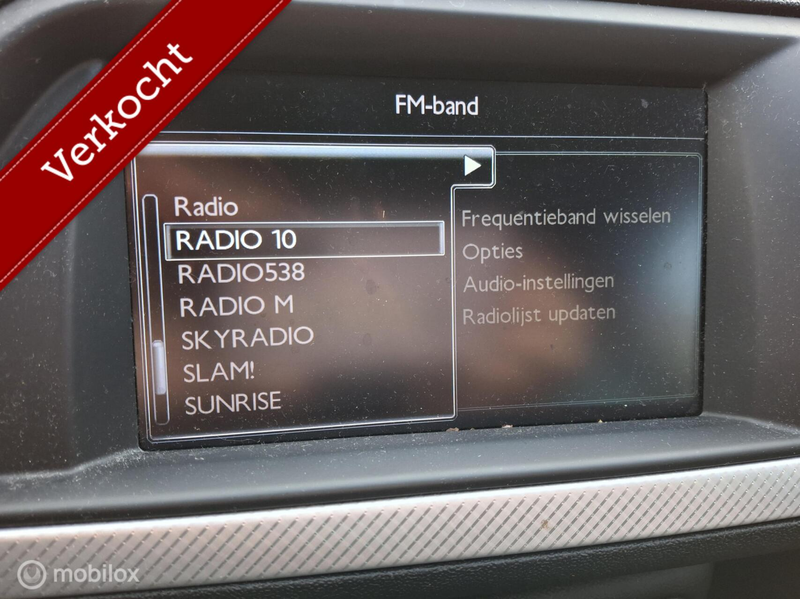 Verkocht
FM-band
Radio
RADIO 10
RADIO538
RADIO M
SKYRADIO
SLAM!
SUNRISE
Frequentieband wisselen
Opties
Audio-instellingen
Radiolijst updaten
mobilox